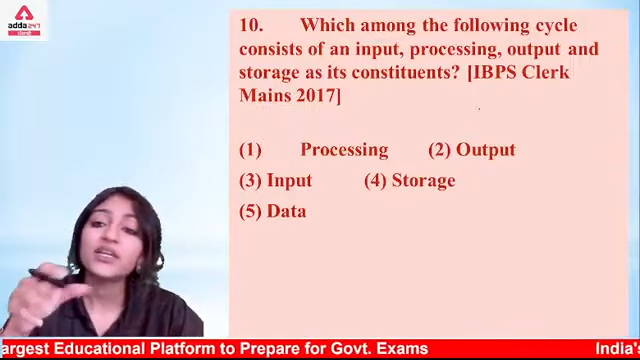 adda247
ਪੰਜਾਬੀ
10. Which among the following cycle
consists of an input, processing, output and
storage as its constituents? [IBPS Clerk
Mains 2017]
(1) Processing (2) Output
(3) Input (4) Storage
(5) Data
argest Educational Platform to Prepare for Govt. Exams India's